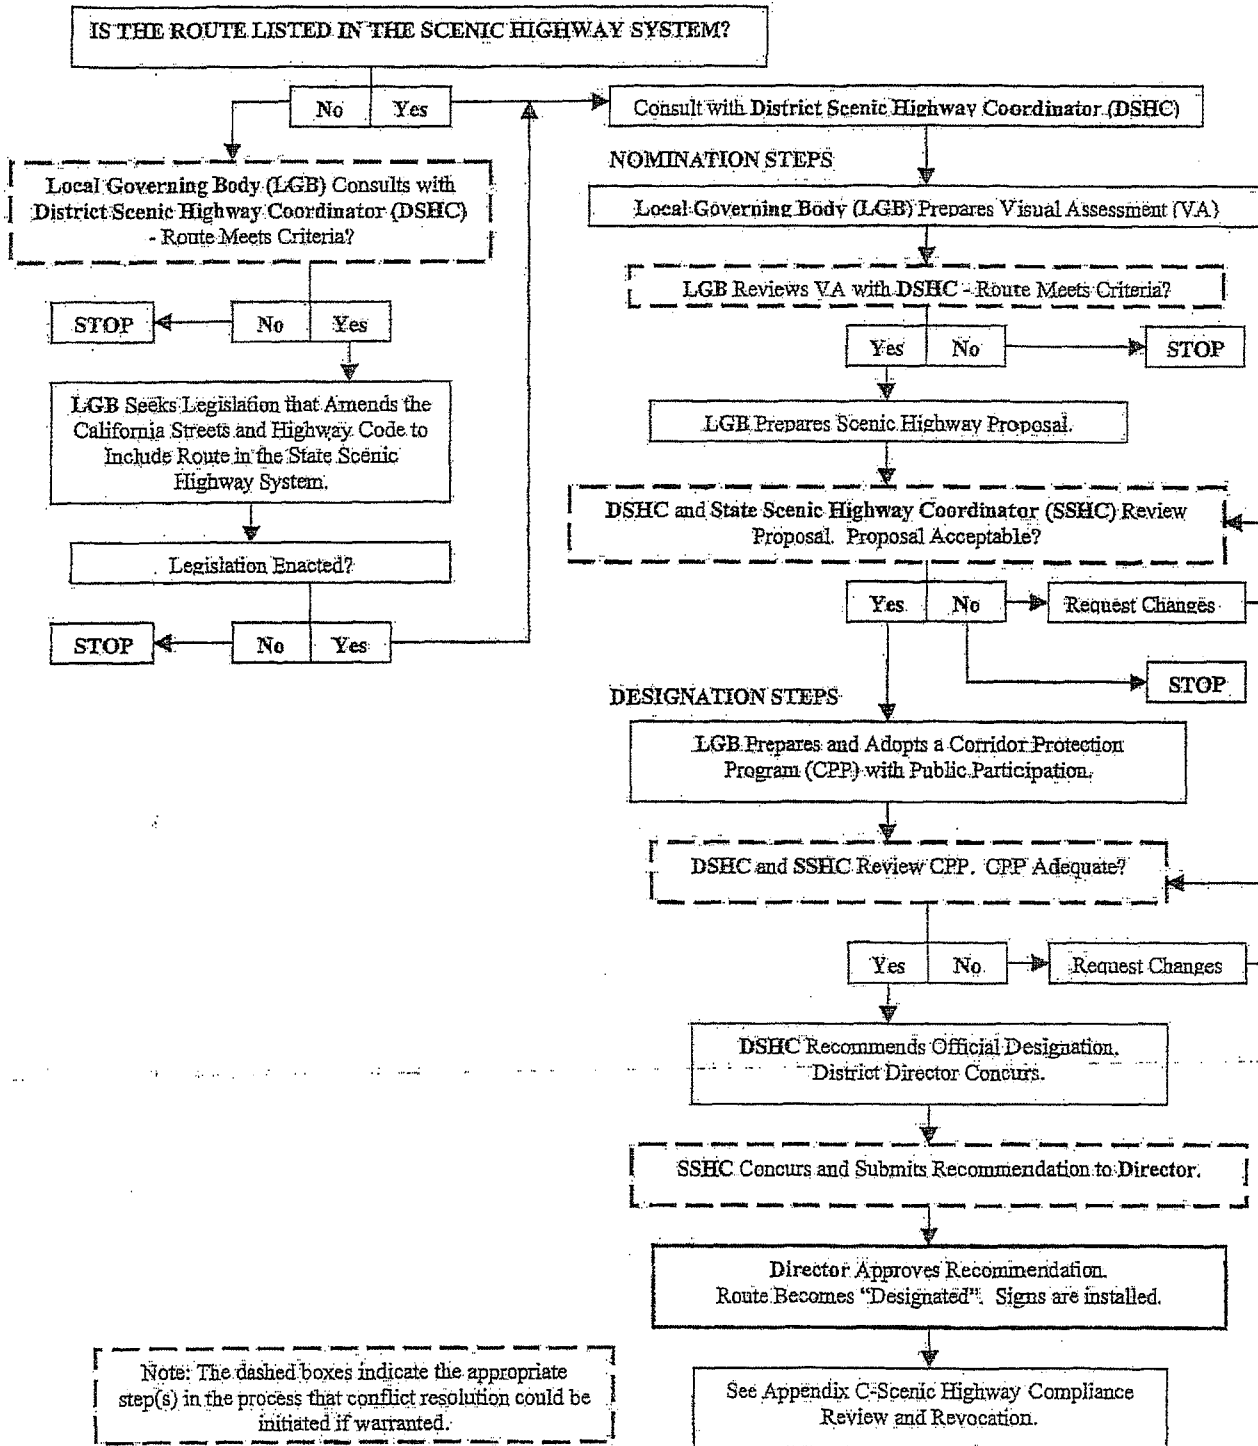 IS THE ROUTE LISTED IN THE SCENIC HIGHWAY SYSTEM?
No
Yes
Local Governing Body (LGB) Consults with
District Scenic Highway Coordinator (DSHC)
- Route Meets Criteria?
STOP
No
Yes
LGB Seeks Legislation that Amends the
California Streets and Highway Code to
Include Route in the State Scenic
Highway System.
Legislation Enacted?
STOP
No
Yes
Consult with District Scenic Highway Coordinator (DSHC)
NOMINATION STEPS
Local Governing Body (LGB) Prepares Visual Assessment (VA)
LGB Reviews VA with DSHC - Route Meets Criteria?
Yes
No
STOP
LGB Prepares Scenic Highway Proposal.
DSHC and State Scenic Highway Coordinator (SSHC) Review
Proposal. Proposal Acceptable?
Yes
No
Request Changes
STOP
DESIGNATION STEPS
LGB Prepares and Adopts a Corridor Protection
Program (CPP) with Public Participation.
DSHC and SSHC Review CPP. CPP Adequate?
Yes
No
Request Changes
DSHC Recommends Official Designation.
District Director Concurs.
SSHC Concurs and Submits Recommendation to Director.
Director Approves Recommendation.
Route Becomes “Designated”. Signs are installed.
See Appendix C-Scenic Highway Compliance
Review and Revocation.
Note: The dashed boxes indicate the appropriate
step(s) in the process that conflict resolution could be
initiated if warranted.